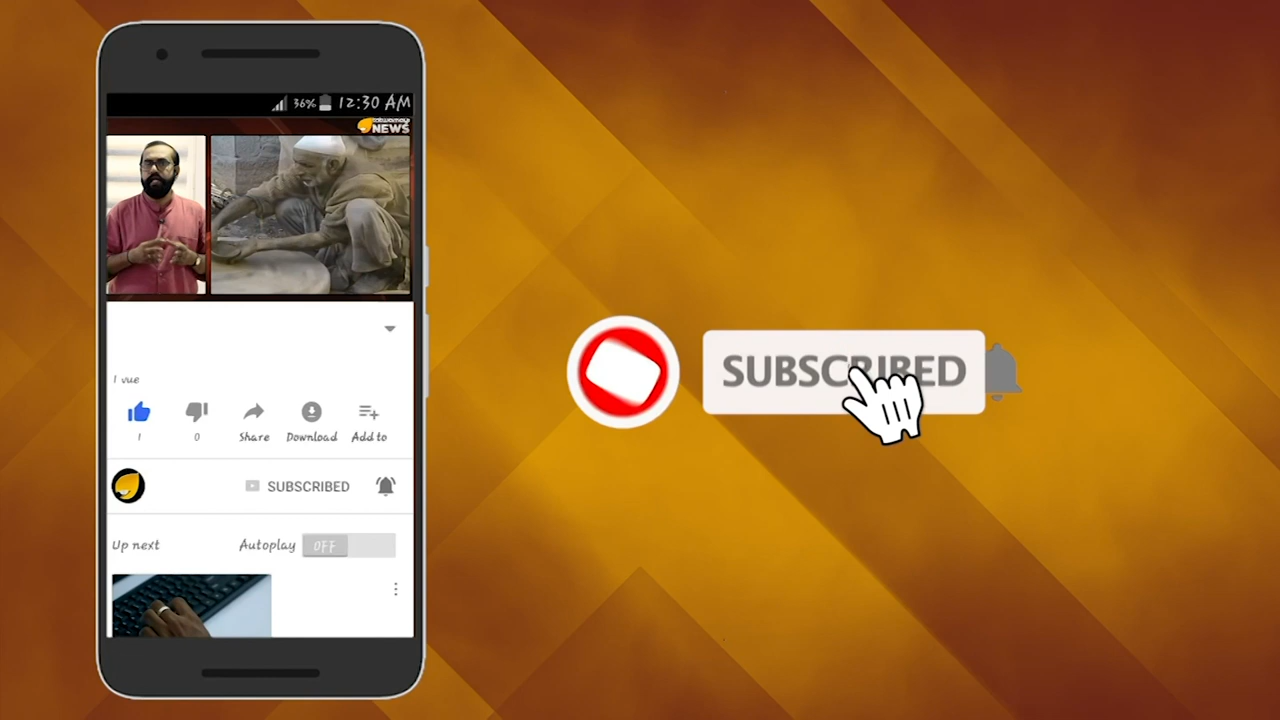 36% 12:30 AM
NEWS
1 vue
1 0 Share Download Add to
SUBSCRIBED
Up next Autoplay OFF
SUBSCRIBED